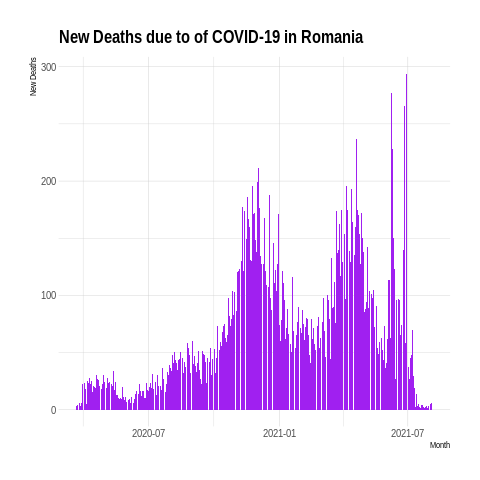 New Deaths due to of COVID-19 in Romania
New Deaths
300
200
100
0
2020-07
2021-01
2021-07
Month